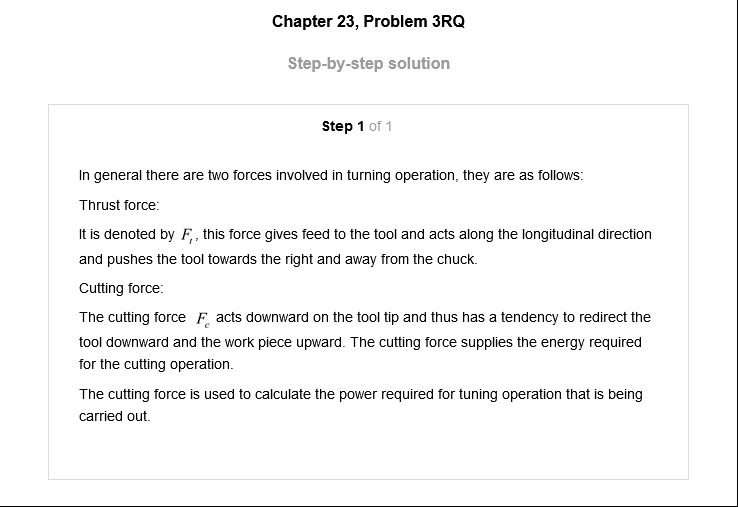 Chapter 23, Problem 3RQ
Step-by-step solution
Step 1 of 1
In general there are two forces involved in turning operation, they are as follows:
Thrust force:
It is denoted by F_t, this force gives feed to the tool and acts along the longitudinal direction
and pushes the tool towards the right and away from the chuck.
Cutting force:
The cutting force F_c acts downward on the tool tip and thus has a tendency to redirect the
tool downward and the work piece upward. The cutting force supplies the energy required
for the cutting operation.
The cutting force is used to calculate the power required for tuning operation that is being
carried out.